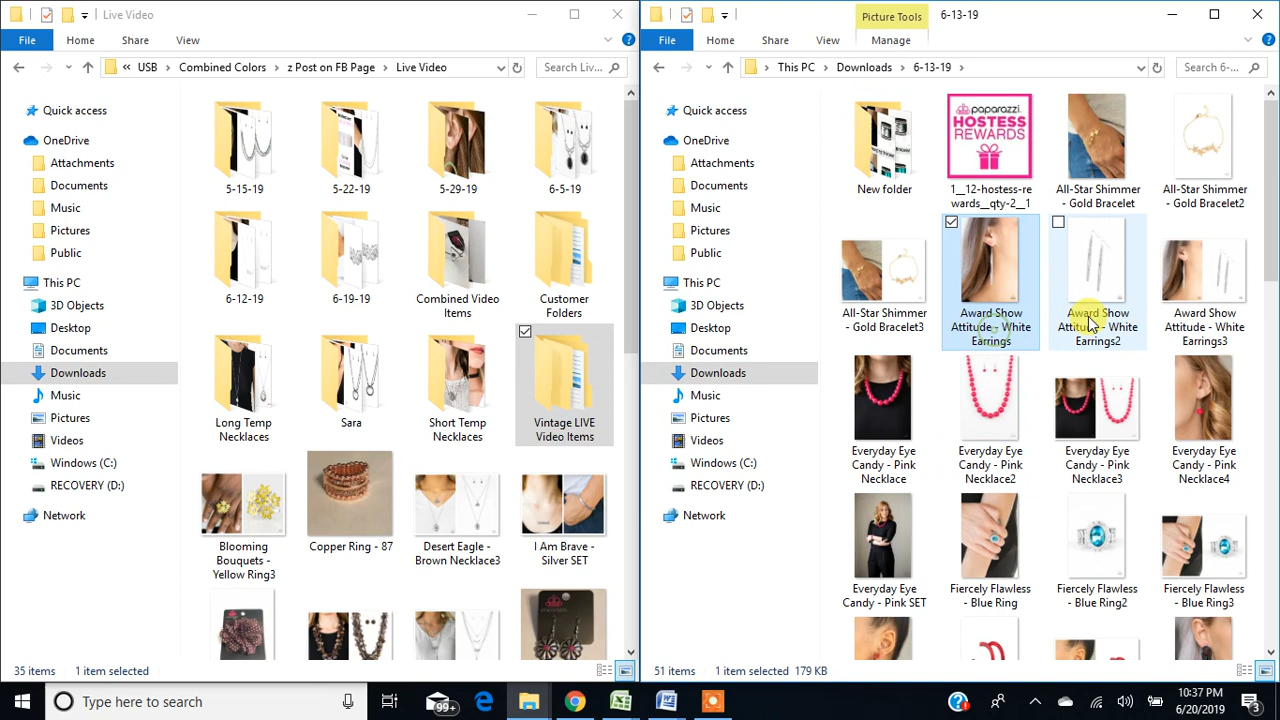 Live Video
File
Home
Share
View
« USB > Combined Colors > z Post on FB Page > Live Video
Search Liv...
Quick access
OneDrive
Attachments
Documents
Music
Pictures
Public
This PC
3D Objects
Desktop
Documents
Downloads
Music
Pictures
Videos
Windows (C:)
RECOVERY (D:)
Network
5-15-19
5-22-19
5-29-19
6-5-19
6-12-19
6-19-19
Combined Video
Items
Customer
Folders
Long Temp
Necklaces
Sara
Short Temp
Necklaces
Vintage LIVE
Video Items
Blooming
Bouquets -
Yellow Ring3
Copper Ring - 87
Desert Eagle -
Brown Necklace3
I Am Brave -
Silver SET
35 items
1 item selected
Picture Tools
6-13-19
File
Home
Share
View
Manage
This PC > Downloads > 6-13-19 >
Search 6-...
Quick access
OneDrive
Attachments
Documents
Music
Pictures
Public
This PC
3D Objects
Desktop
Documents
Downloads
Music
Pictures
Videos
Windows (C:)
RECOVERY (D:)
Network
New folder
paparazzi
HOSTESS
REWARDS
1__12-hostess-re
wards__qty-2__1
All-Star Shimmer
- Gold Bracelet
All-Star Shimmer
- Gold Bracelet2
All-Star Shimmer
- Gold Bracelet3
Award Show
Attitude - White
Earrings
Award Show
Attitude - White
Earrings2
Award Show
Attitude - White
Earrings3
Everyday Eye
Candy - Pink
Necklace
Everyday Eye
Candy - Pink
Necklace2
Everyday Eye
Candy - Pink
Necklace3
Everyday Eye
Candy - Pink
Necklace4
Everyday Eye
Candy - Pink SET
Fiercely Flawless
- Blue Ring
Fiercely Flawless
- Blue Ring2
Fiercely Flawless
- Blue Ring3
51 items
1 item selected 179 KB
Type here to search
99+
10:37 PM
6/20/2019
3